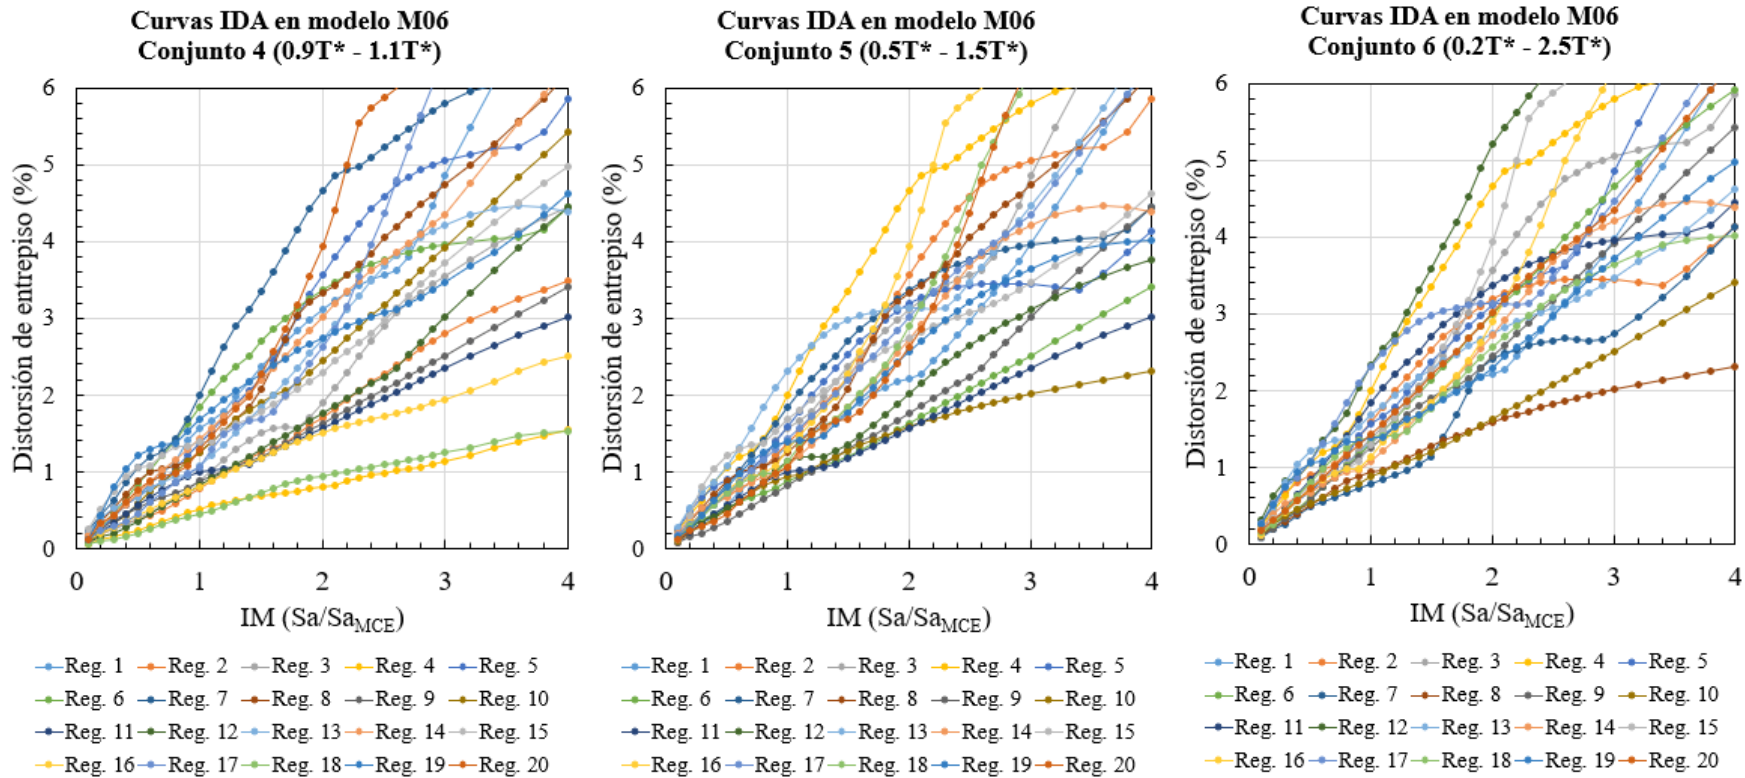 Curvas IDA en modelo M06
Conjunto 4 (0.9T* - 1.1T*)
Distorsión de entrepiso (%)
6
5
4
3
2
1
0
0 1 2 3 4
IM (Sa/SaMCE)
Reg. 1 Reg. 2 Reg. 3 Reg. 4 Reg. 5
Reg. 6 Reg. 7 Reg. 8 Reg. 9 Reg. 10
Reg. 11 Reg. 12 Reg. 13 Reg. 14 Reg. 15
Reg. 16 Reg. 17 Reg. 18 Reg. 19 Reg. 20
Curvas IDA en modelo M06
Conjunto 5 (0.5T* - 1.5T*)
Distorsión de entrepiso (%)
6
5
4
3
2
1
0
0 1 2 3 4
IM (Sa/SaMCE)
Reg. 1 Reg. 2 Reg. 3 Reg. 4 Reg. 5
Reg. 6 Reg. 7 Reg. 8 Reg. 9 Reg. 10
Reg. 11 Reg. 12 Reg. 13 Reg. 14 Reg. 15
Reg. 16 Reg. 17 Reg. 18 Reg. 19 Reg. 20
Curvas IDA en modelo M06
Conjunto 6 (0.2T* - 2.5T*)
Distorsión de entrepiso (%)
6
5
4
3
2
1
0
0 1 2 3 4
IM (Sa/SaMCE)
Reg. 1 Reg. 2 Reg. 3 Reg. 4 Reg. 5
Reg. 6 Reg. 7 Reg. 8 Reg. 9 Reg. 10
Reg. 11 Reg. 12 Reg. 13 Reg. 14 Reg. 15
Reg. 16 Reg. 17 Reg. 18 Reg. 19 Reg. 20